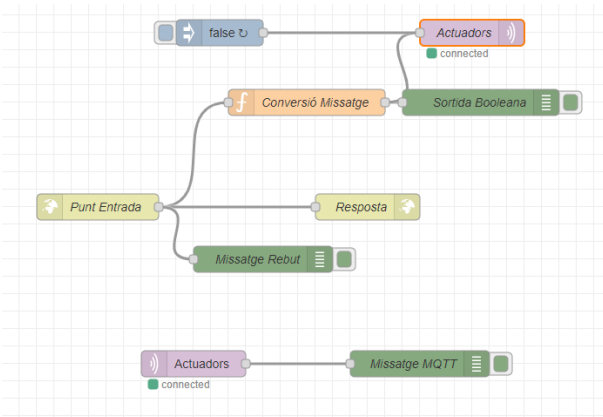 false ↻
Actuadors
connected
Conversió Missatge
Sortida Booleana
Punt Entrada
Resposta
Missatge Rebut
Actuadors
Missatge MQTT
connected